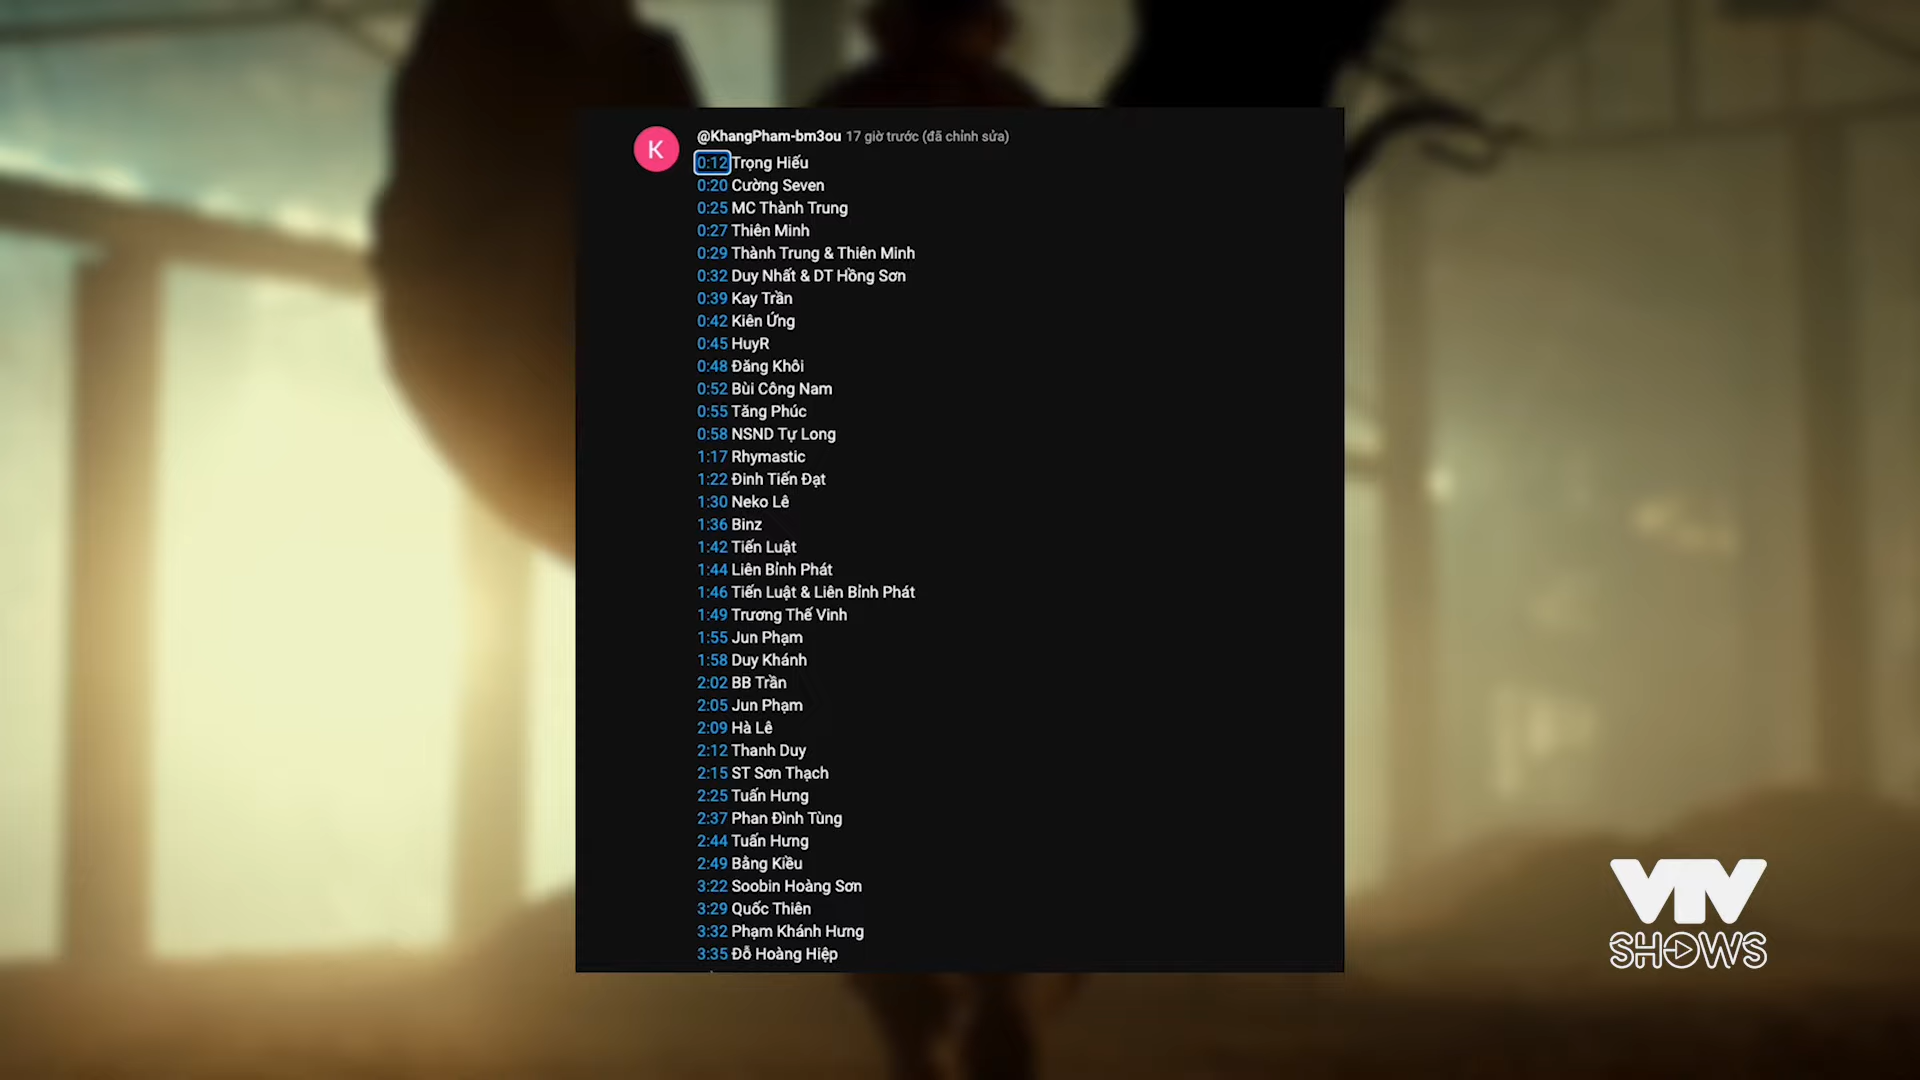 K
@KhangPham-bm3ou 17 giờ trước (đã chỉnh sửa)
0:12 Trọng Hiếu
0:20 Cường Seven
0:25 MC Thành Trung
0:27 Thiên Minh
0:29 Thành Trung & Thiên Minh
0:32 Duy Nhất & DT Hồng Sơn
0:39 Kay Trần
0:42 Kiên Ứng
0:45 HuyR
0:48 Đăng Khôi
0:52 Bùi Công Nam
0:55 Tăng Phúc
0:58 NSND Tự Long
1:17 Rhymastic
1:22 Đinh Tiến Đạt
1:30 Neko Lê
1:36 Binz
1:42 Tiến Luật
1:44 Liên Bỉnh Phát
1:46 Tiến Luật & Liên Bỉnh Phát
1:49 Trương Thế Vinh
1:55 Jun Phạm
1:58 Duy Khánh
2:02 BB Trần
2:05 Jun Phạm
2:09 Hà Lê
2:12 Thanh Duy
2:15 ST Sơn Thạch
2:25 Tuấn Hưng
2:37 Phan Đình Tùng
2:44 Tuấn Hưng
2:49 Bằng Kiều
3:22 Soobin Hoàng Sơn
3:29 Quốc Thiên
3:32 Phạm Khánh Hưng
3:35 Đỗ Hoàng Hiệp
VTV
SHOWS